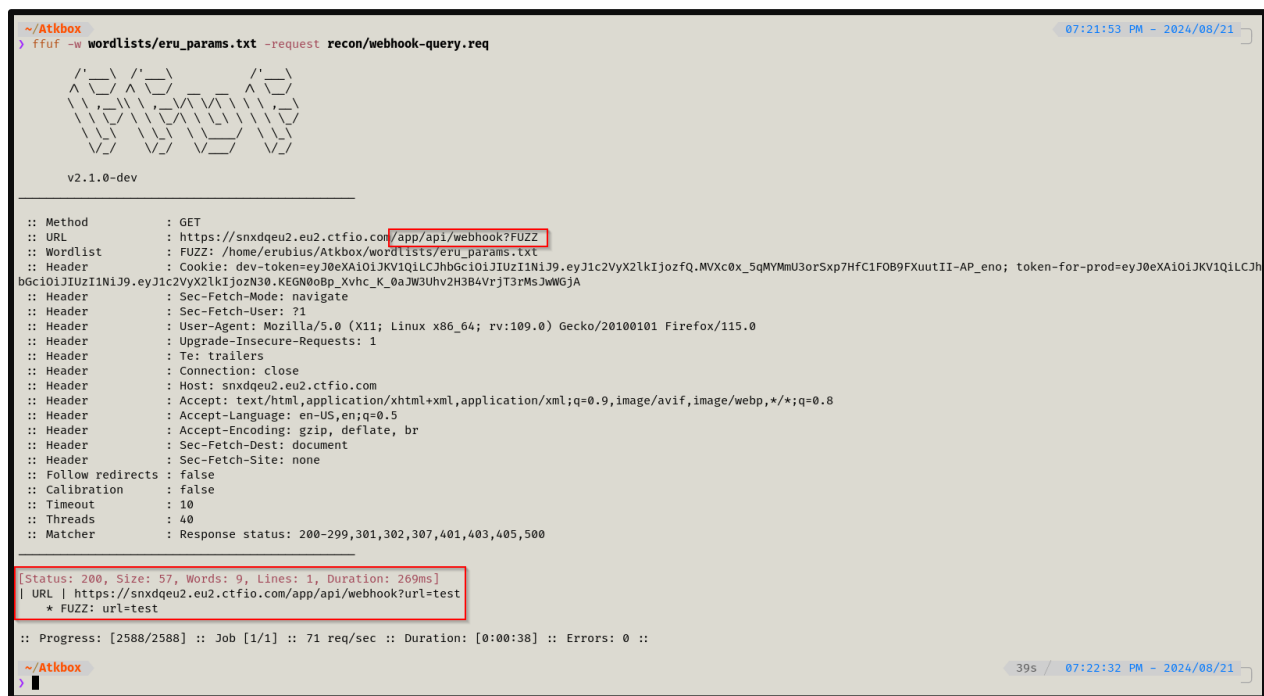 ~/Atkbox
07:21:53 PM - 2024/08/21
❯ ffuf -w wordlists/eru_params.txt -request recon/webhook-query.req
v2.1.0-dev
:: Method : GET
:: URL : https://snxdqeu2.eu2.ctfio.com/app/api/webhook?FUZZ
:: Wordlist : FUZZ: /home/erubius/Atkbox/wordlists/eru_params.txt
:: Header : Cookie: dev-token=eyJ0eXAiOiJKV1QiLCJhbGciOiJIUzI1NiJ9.eyJ1c2VyX2lkIjozfQ.MVXc0x_5qMYMmU3orSxp7HfC1FOB9FXuutII-AP_eno; token-for-prod=eyJ0eXAiOiJKV1QiLCJh
bGciOiJIUzI1NiJ9.eyJ1c2VyX2lkIjozN30.KEGN0oBp_Xvhc_K_0aJW3Uhv2H3B4VrjT3rMsJwWGjA
:: Header : Sec-Fetch-Mode: navigate
:: Header : Sec-Fetch-User: ?1
:: Header : User-Agent: Mozilla/5.0 (X11; Linux x86_64; rv:109.0) Gecko/20100101 Firefox/115.0
:: Header : Upgrade-Insecure-Requests: 1
:: Header : Te: trailers
:: Header : Connection: close
:: Header : Host: snxdqeu2.eu2.ctfio.com
:: Header : Accept: text/html,application/xhtml+xml,application/xml;q=0.9,image/avif,image/webp,*/*;q=0.8
:: Header : Accept-Language: en-US,en;q=0.5
:: Header : Accept-Encoding: gzip, deflate, br
:: Header : Sec-Fetch-Dest: document
:: Header : Sec-Fetch-Site: none
:: Follow redirects : false
:: Calibration : false
:: Timeout : 10
:: Threads : 40
:: Matcher : Response status: 200-299,301,302,307,401,403,405,500
[Status: 200, Size: 57, Words: 9, Lines: 1, Duration: 269ms]
| URL | https://snxdqeu2.eu2.ctfio.com/app/api/webhook?url=test
* FUZZ: url=test
:: Progress: [2588/2588] :: Job [1/1] :: 71 req/sec :: Duration: [0:00:38] :: Errors: 0 ::
~/Atkbox
39s / 07:22:32 PM - 2024/08/21
❯